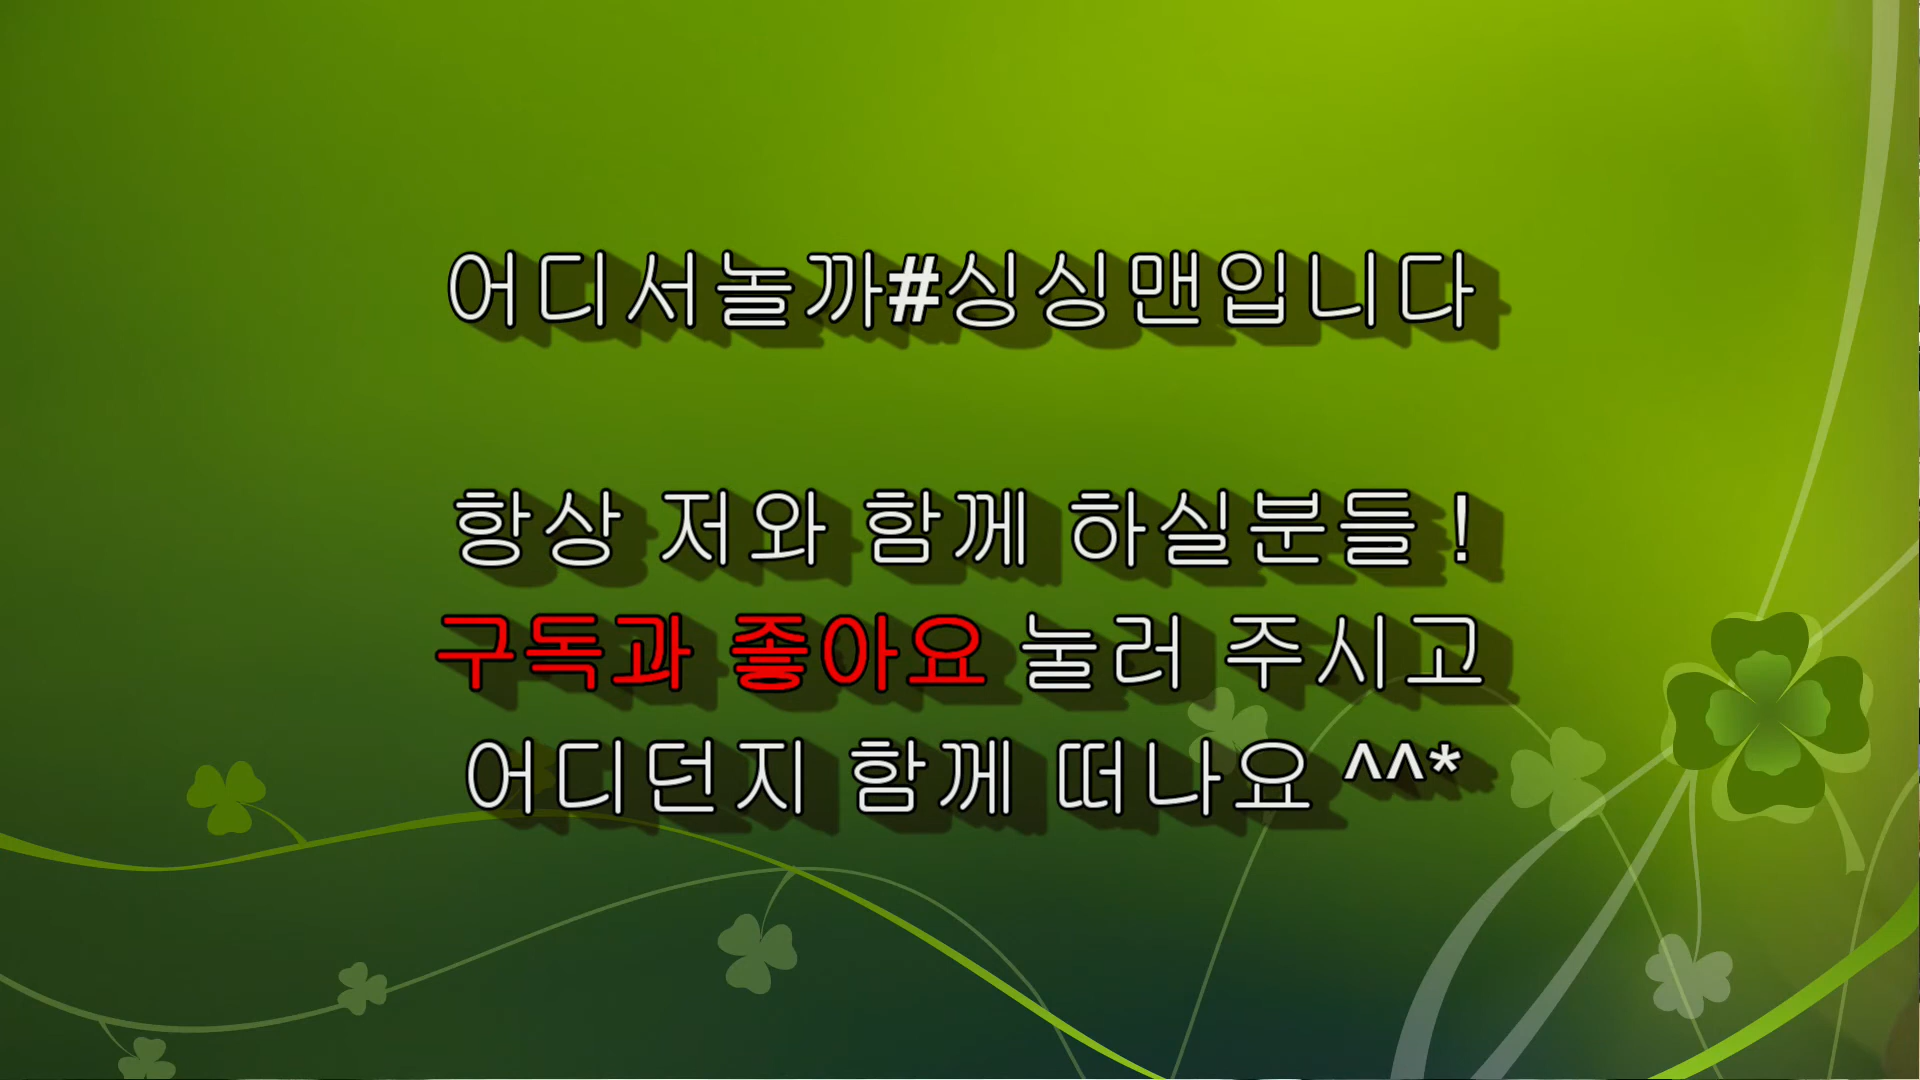 어디서놀까#싱싱맨입니다
항상 저와 함께 하실분들 !
구독과 좋아요 눌러 주시고
어디던지 함께 떠나요 ^^*